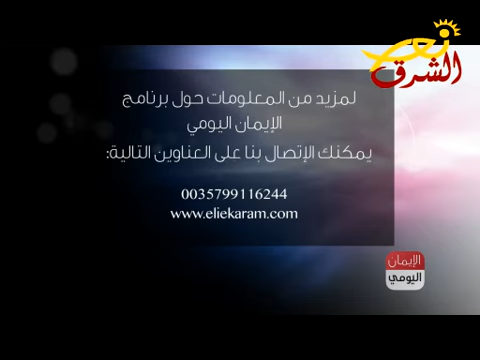 نعم
الشرق
لمزيد من المعلومات حول برنامج
الإيمان اليومي
يمكنك الإتصال بنا على العناوين التالية:
0035799116244
www.eliekaram.com
الإيمان
اليومي